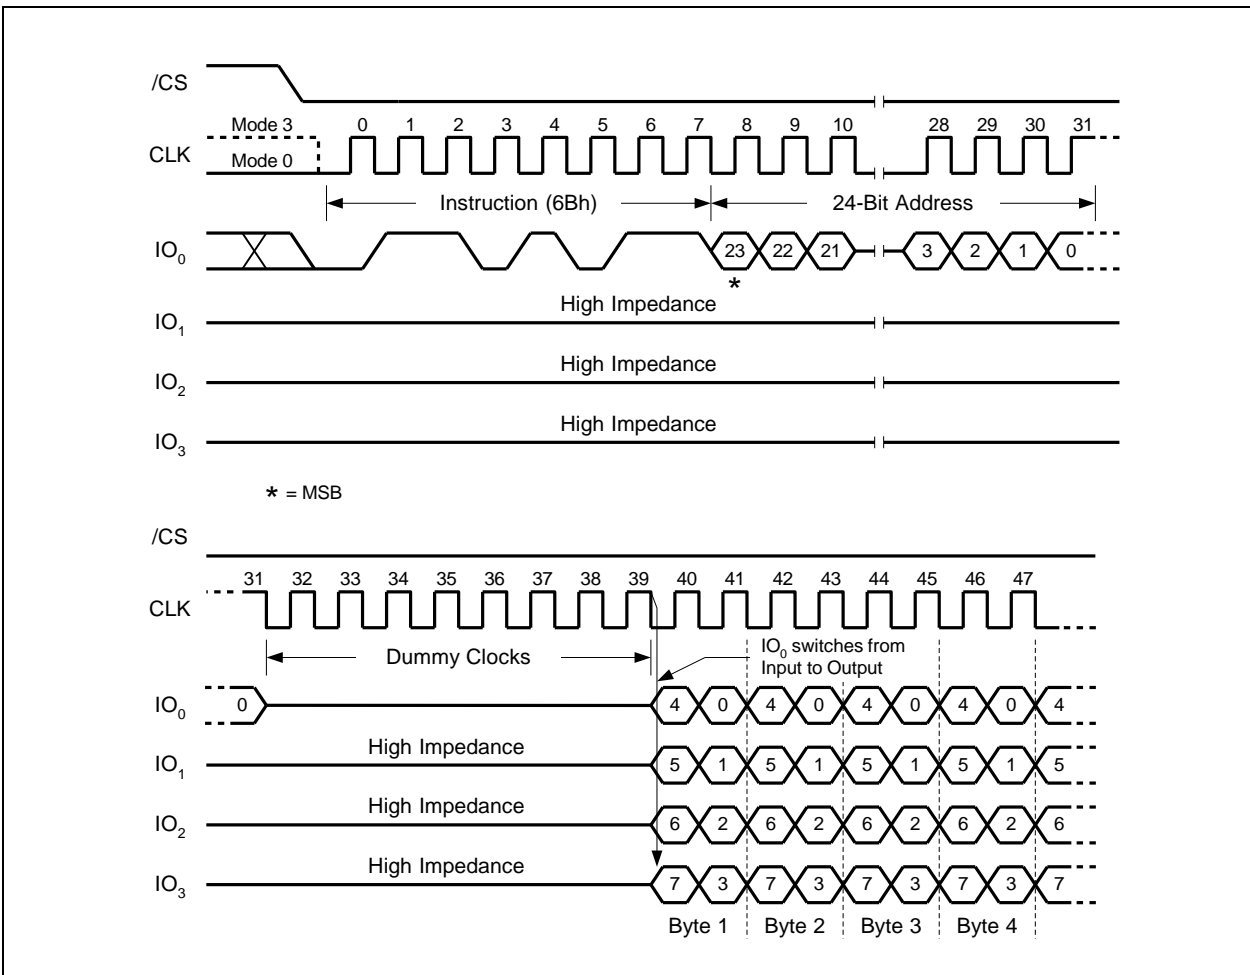 /CS
Mode 3 0 1 2 3 4 5 6 7 8 9 10 28 29 30 31
CLK
Mode 0
Instruction (6Bh) 24-Bit Address
IO0 23 22 21 3 2 1 0
*
High Impedance
IO1
High Impedance
IO2
High Impedance
IO3
* = MSB
/CS
31 32 33 34 35 36 37 38 39 40 41 42 43 44 45 46 47
CLK
Dummy Clocks
IO0 switches from
Input to Output
IO0 0 4 0 4 0 4 0 4 0 4
High Impedance
IO1 5 1 5 1 5 1 5 1 5
High Impedance
IO2 6 2 6 2 6 2 6 2 6
High Impedance
IO3 7 3 7 3 7 3 7 3 7
Byte 1 Byte 2 Byte 3 Byte 4